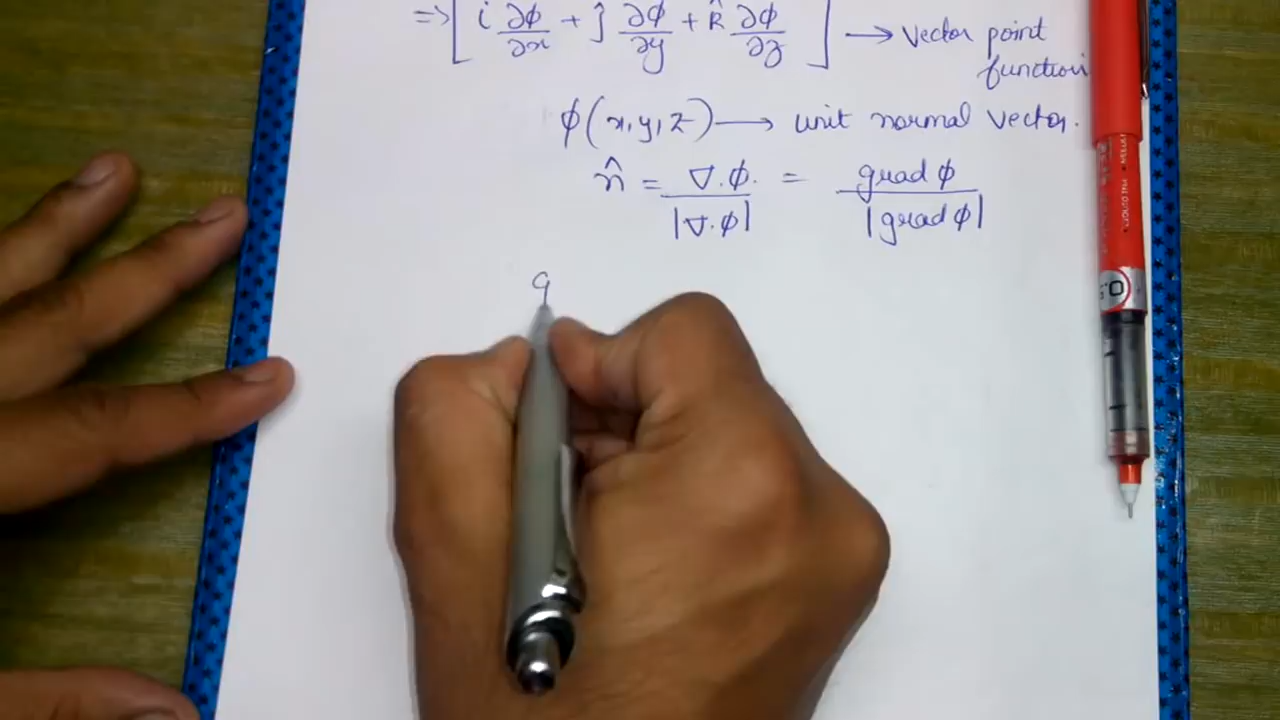 => [ i ∂φ/∂x + ĵ ∂φ/∂y + k̂ ∂φ/∂z ] → Vector point
function
φ(x,y,z) → unit normal vector.
n̂ = ∇.φ. / |∇.φ| = grad φ / |grad φ|
g